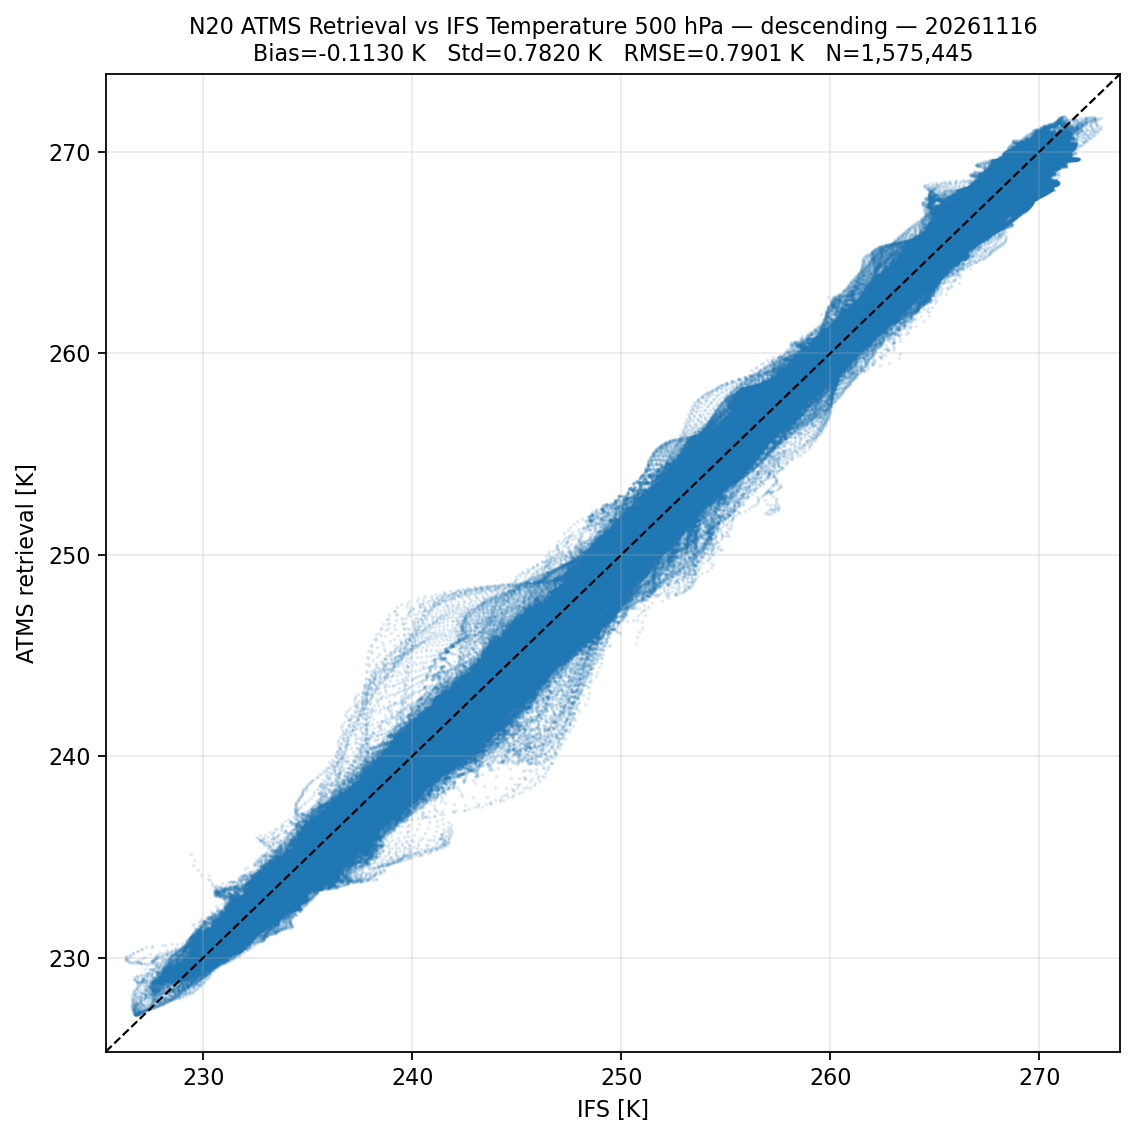 N20 ATMS Retrieval vs IFS Temperature 500 hPa — descending — 20261116
Bias=-0.1130 K   Std=0.7820 K   RMSE=0.7901 K   N=1,575,445
270
260
250
240
230
ATMS retrieval [K]
230 240 250 260 270
IFS [K]